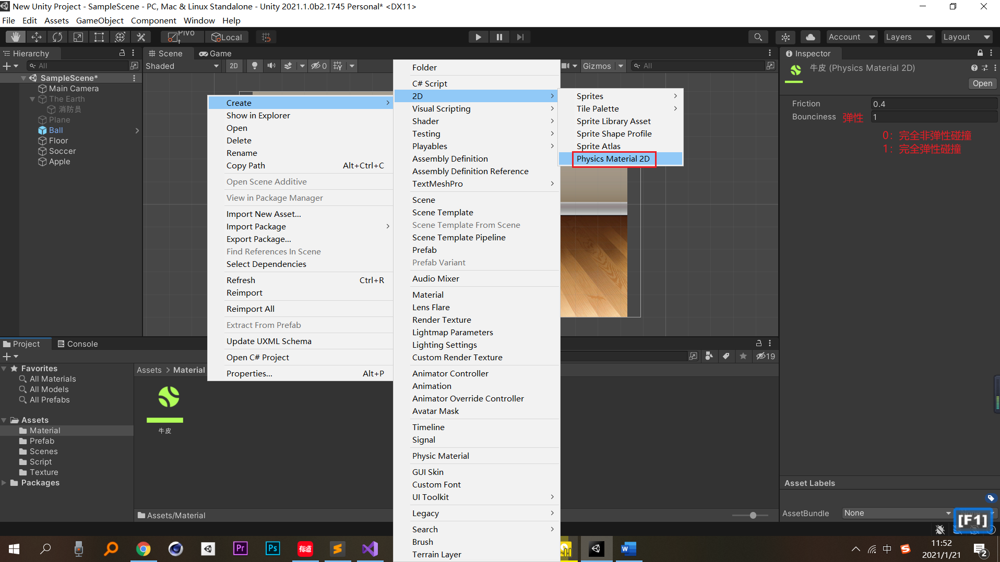 New Unity Project - SampleScene - PC, Mac & Linux Standalone - Unity 2021.1.0b2.1745 Personal* <DX11>
File Edit Assets GameObject Component Window Help
Pivot
Local
Account
Layers
Layout
Hierarchy
All
SampleScene*
Main Camera
The Earth
消防员
Plane
Ball
Floor
Soccer
Apple
Scene
Game
Shaded
2D
0
Gizmos
All
Create
Show in Explorer
Open
Delete
Rename
Copy Path Alt+Ctrl+C
Open Scene Additive
View in Package Manager
Import New Asset...
Import Package
Export Package...
Find References In Scene
Select Dependencies
Refresh Ctrl+R
Reimport
Reimport All
Extract From Prefab
Update UXML Schema
Open C# Project
Properties... Alt+P
Folder
C# Script
2D
Visual Scripting
Shader
Testing
Playables
Assembly Definition
Assembly Definition Reference
TextMeshPro
Scene
Scene Template
Scene Template From Scene
Scene Template Pipeline
Prefab
Prefab Variant
Audio Mixer
Material
Lens Flare
Render Texture
Lightmap Parameters
Lighting Settings
Custom Render Texture
Animator Controller
Animation
Animator Override Controller
Avatar Mask
Timeline
Signal
Physic Material
GUI Skin
Custom Font
UI Toolkit
Legacy
Search
Brush
Terrain Layer
Sprites
Tile Palette
Sprite Library Asset
Sprite Shape Profile
Sprite Atlas
Physics Material 2D
Inspector
牛皮 (Physics Material 2D)
Open
Friction 0.4
Bounciness 弹性 1
0：完全非弹性碰撞
1：完全弹性碰撞
Asset Labels
AssetBundle None
[F1]
Project
Console
19
Favorites
All Materials
All Models
All Prefabs
Assets
Material
Prefab
Scenes
Script
Texture
Packages
Assets > Material
牛皮
Assets/Material
Pr
Ps
有道
W
中
S
11:52
2021/1/21
2